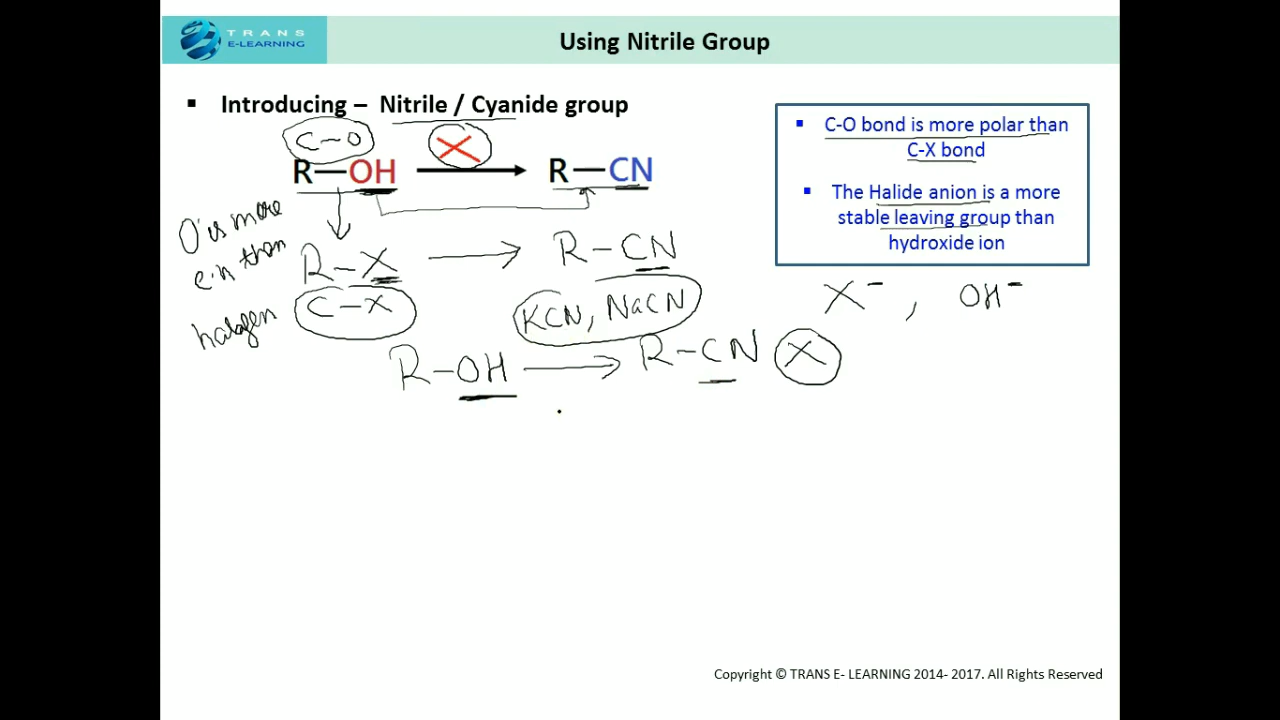 TRANS
E-LEARNING
Using Nitrile Group
▪ Introducing – Nitrile / Cyanide group
C–O
R—OH X → R—CN
O is more
e.n than
halogen
R–X → R–CN
C–X
KCN, NaCN
R–OH → R–CN X
▪ C-O bond is more polar than
C-X bond
▪ The Halide anion is a more
stable leaving group than
hydroxide ion
X⁻ , OH⁻
Copyright © TRANS E- LEARNING 2014- 2017. All Rights Reserved